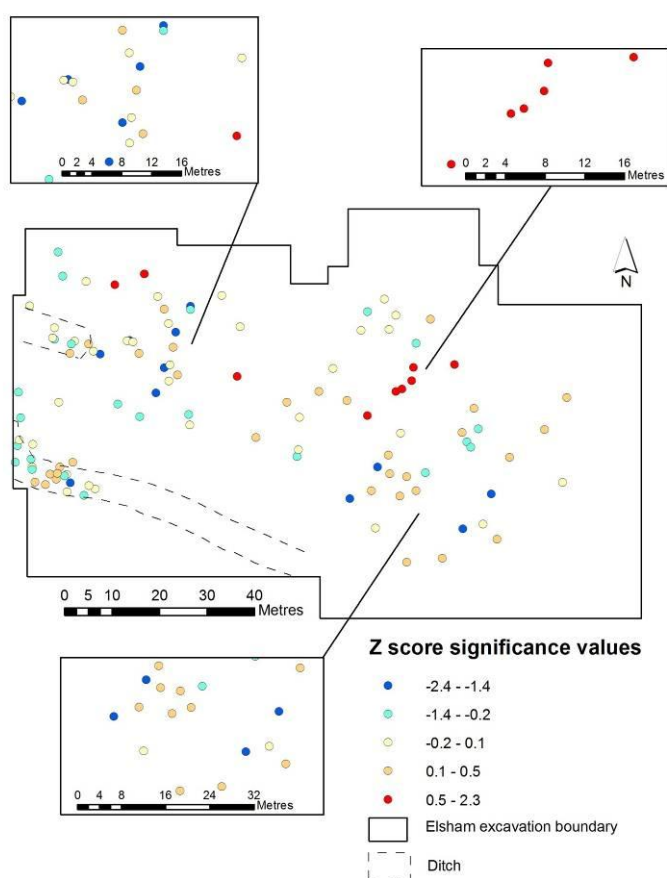 0 2 4 6 8 12 16
Metres
0 2 4 8 12 16
Metres
N
0 5 10 20 30 40
Metres
Z score significance values
-2.4 - -1.4
-1.4 - -0.2
-0.2 - 0.1
0.1 - 0.5
0.5 - 2.3
Elsham excavation boundary
Ditch
0 4 8 16 24 32
Metres